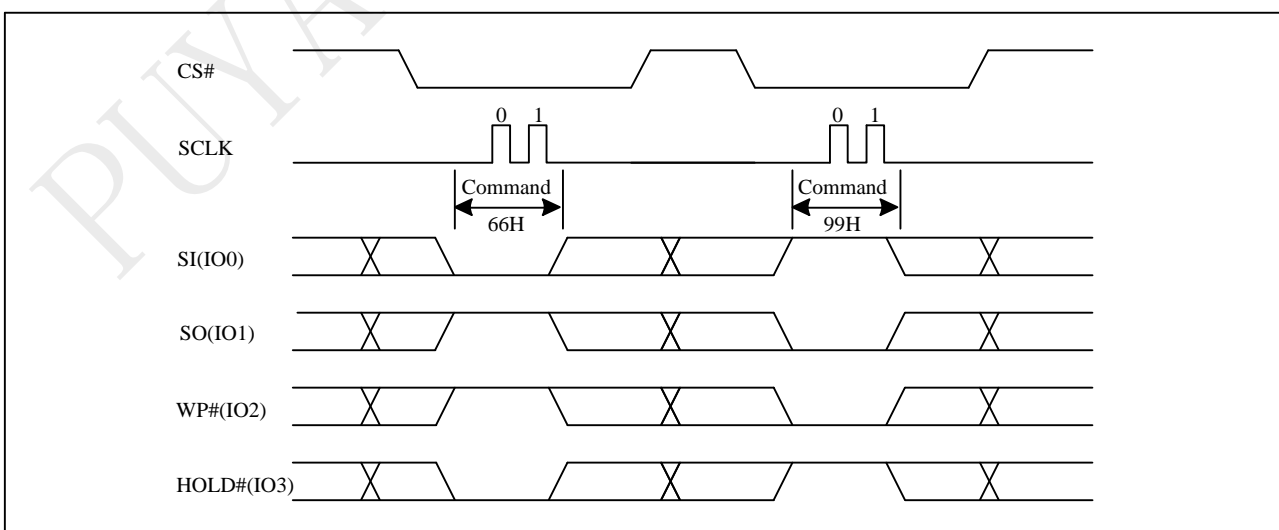 PUYA
CS#
0 1 0 1
SCLK
Command Command
66H 99H
SI(IO0)
SO(IO1)
WP#(IO2)
HOLD#(IO3)